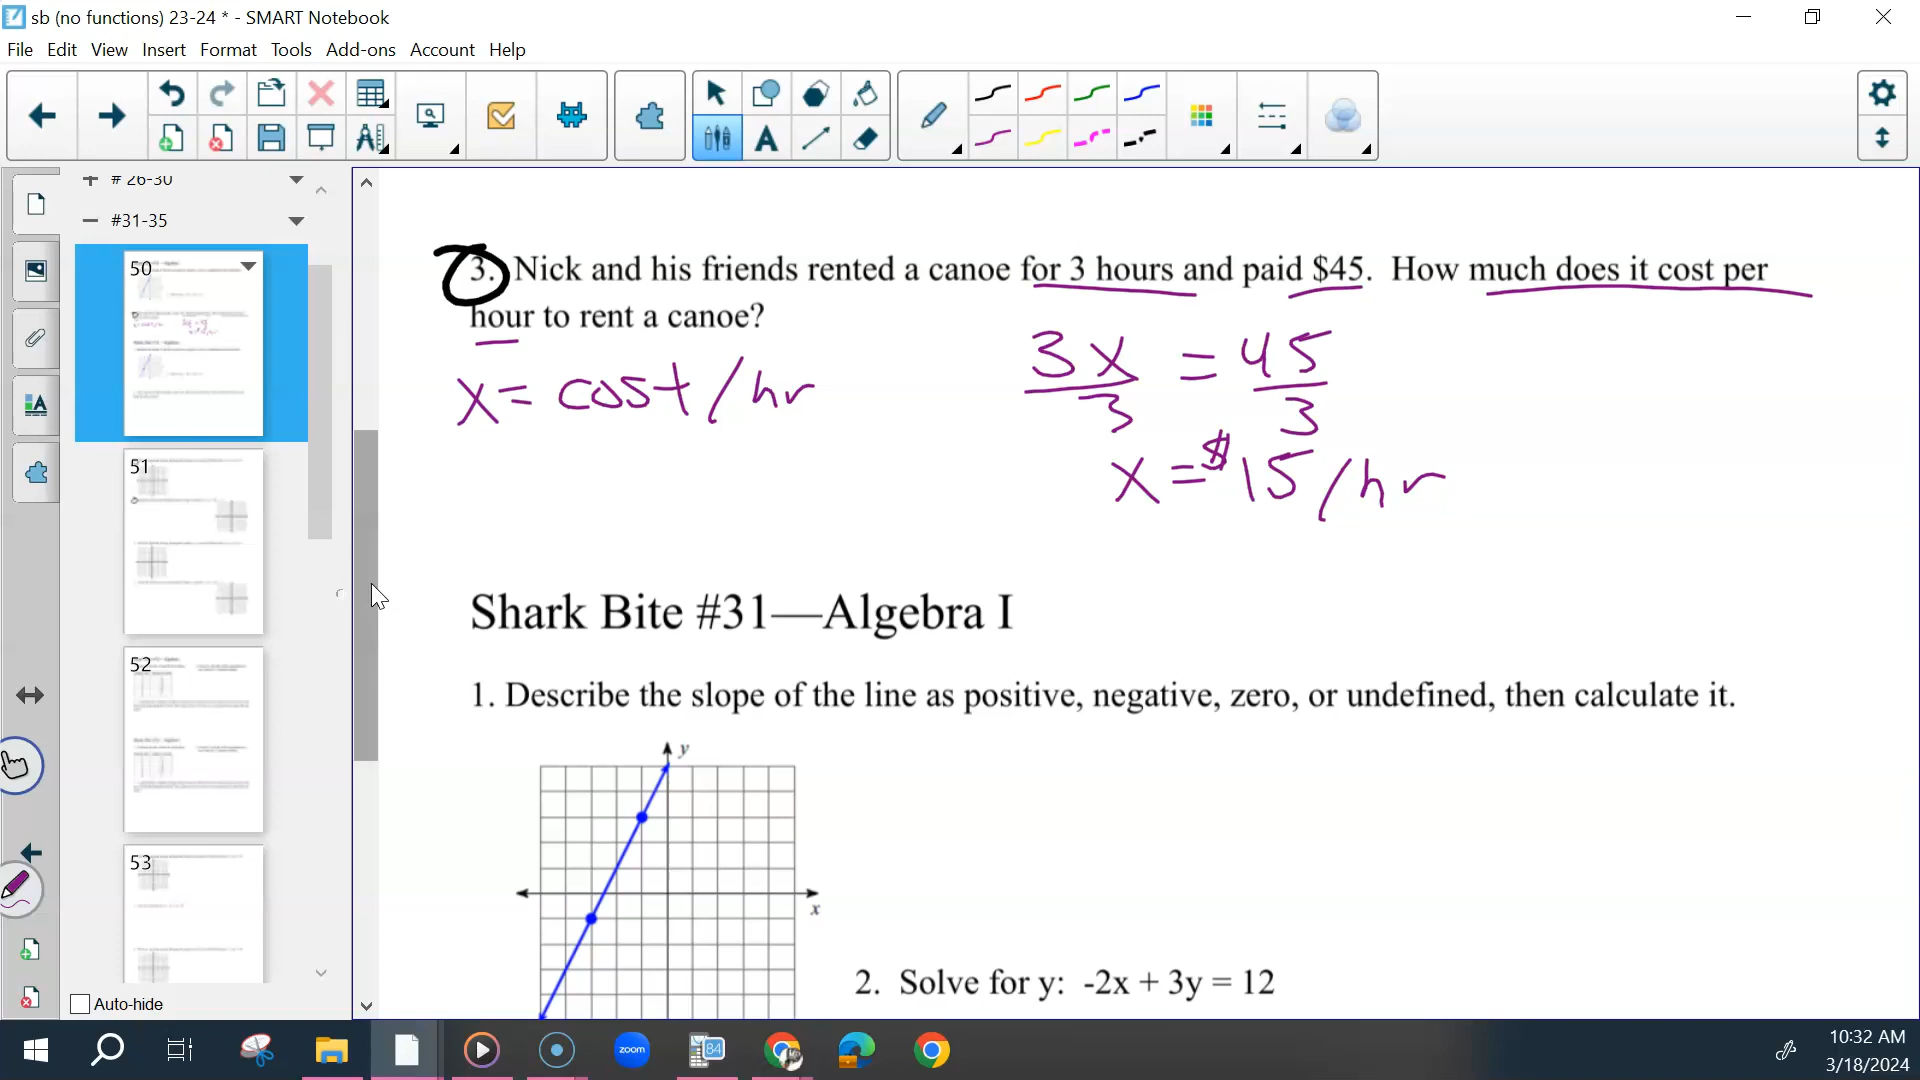 sb (no functions) 23-24 * - SMART Notebook
File Edit View Insert Format Tools Add-ons Account Help
# 26-30
#31-35
50
51
52
53
Auto-hide
3. Nick and his friends rented a canoe for 3 hours and paid $45. How much does it cost per
hour to rent a canoe?
x = cost/hr
3x = 45
3 3
x = $15/hr
Shark Bite #31—Algebra I
1. Describe the slope of the line as positive, negative, zero, or undefined, then calculate it.
y
x
2. Solve for y: -2x + 3y = 12
zoom
84
10:32 AM
3/18/2024